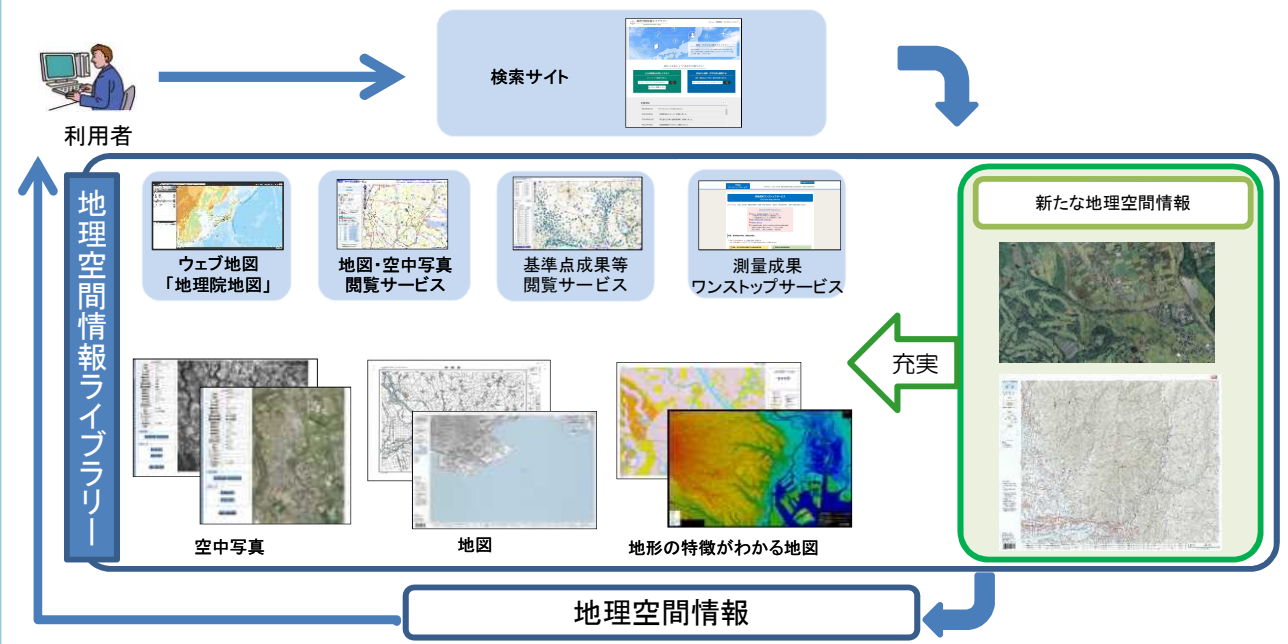 検索サイト
利用者
地理空間情報ライブラリー
ウェブ地図
「地理院地図」
地図・空中写真
閲覧サービス
基準点成果等
閲覧サービス
測量成果
ワンストップサービス
新たな地理空間情報
充実
空中写真
地図
地形の特徴がわかる地図
地理空間情報